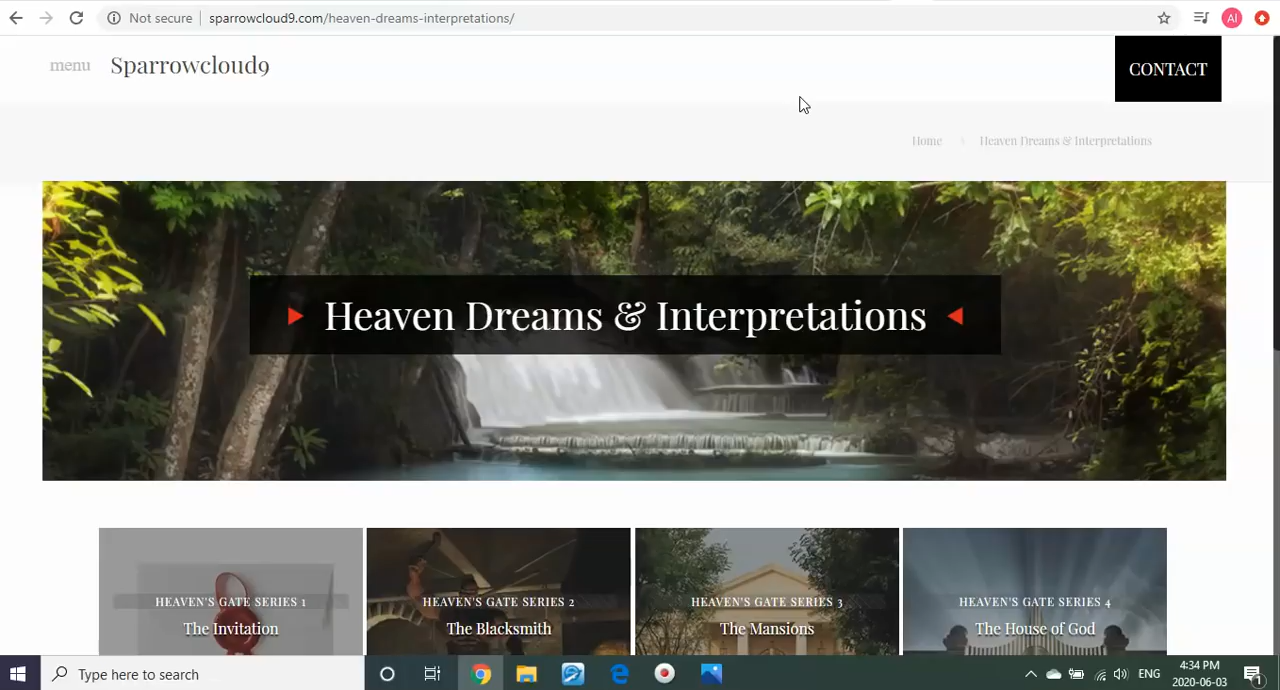 Not secure | sparrowcloud9.com/heaven-dreams-interpretations/
AI
menu Sparrowcloud9
CONTACT
Home \ Heaven Dreams & Interpretations
Heaven Dreams & Interpretations
HEAVEN'S GATE SERIES 1
The Invitation
HEAVEN'S GATE SERIES 2
The Blacksmith
HEAVEN'S GATE SERIES 3
The Mansions
HEAVEN'S GATE SERIES 4
The House of God
Type here to search
ENG
4:34 PM
2020-06-03
1